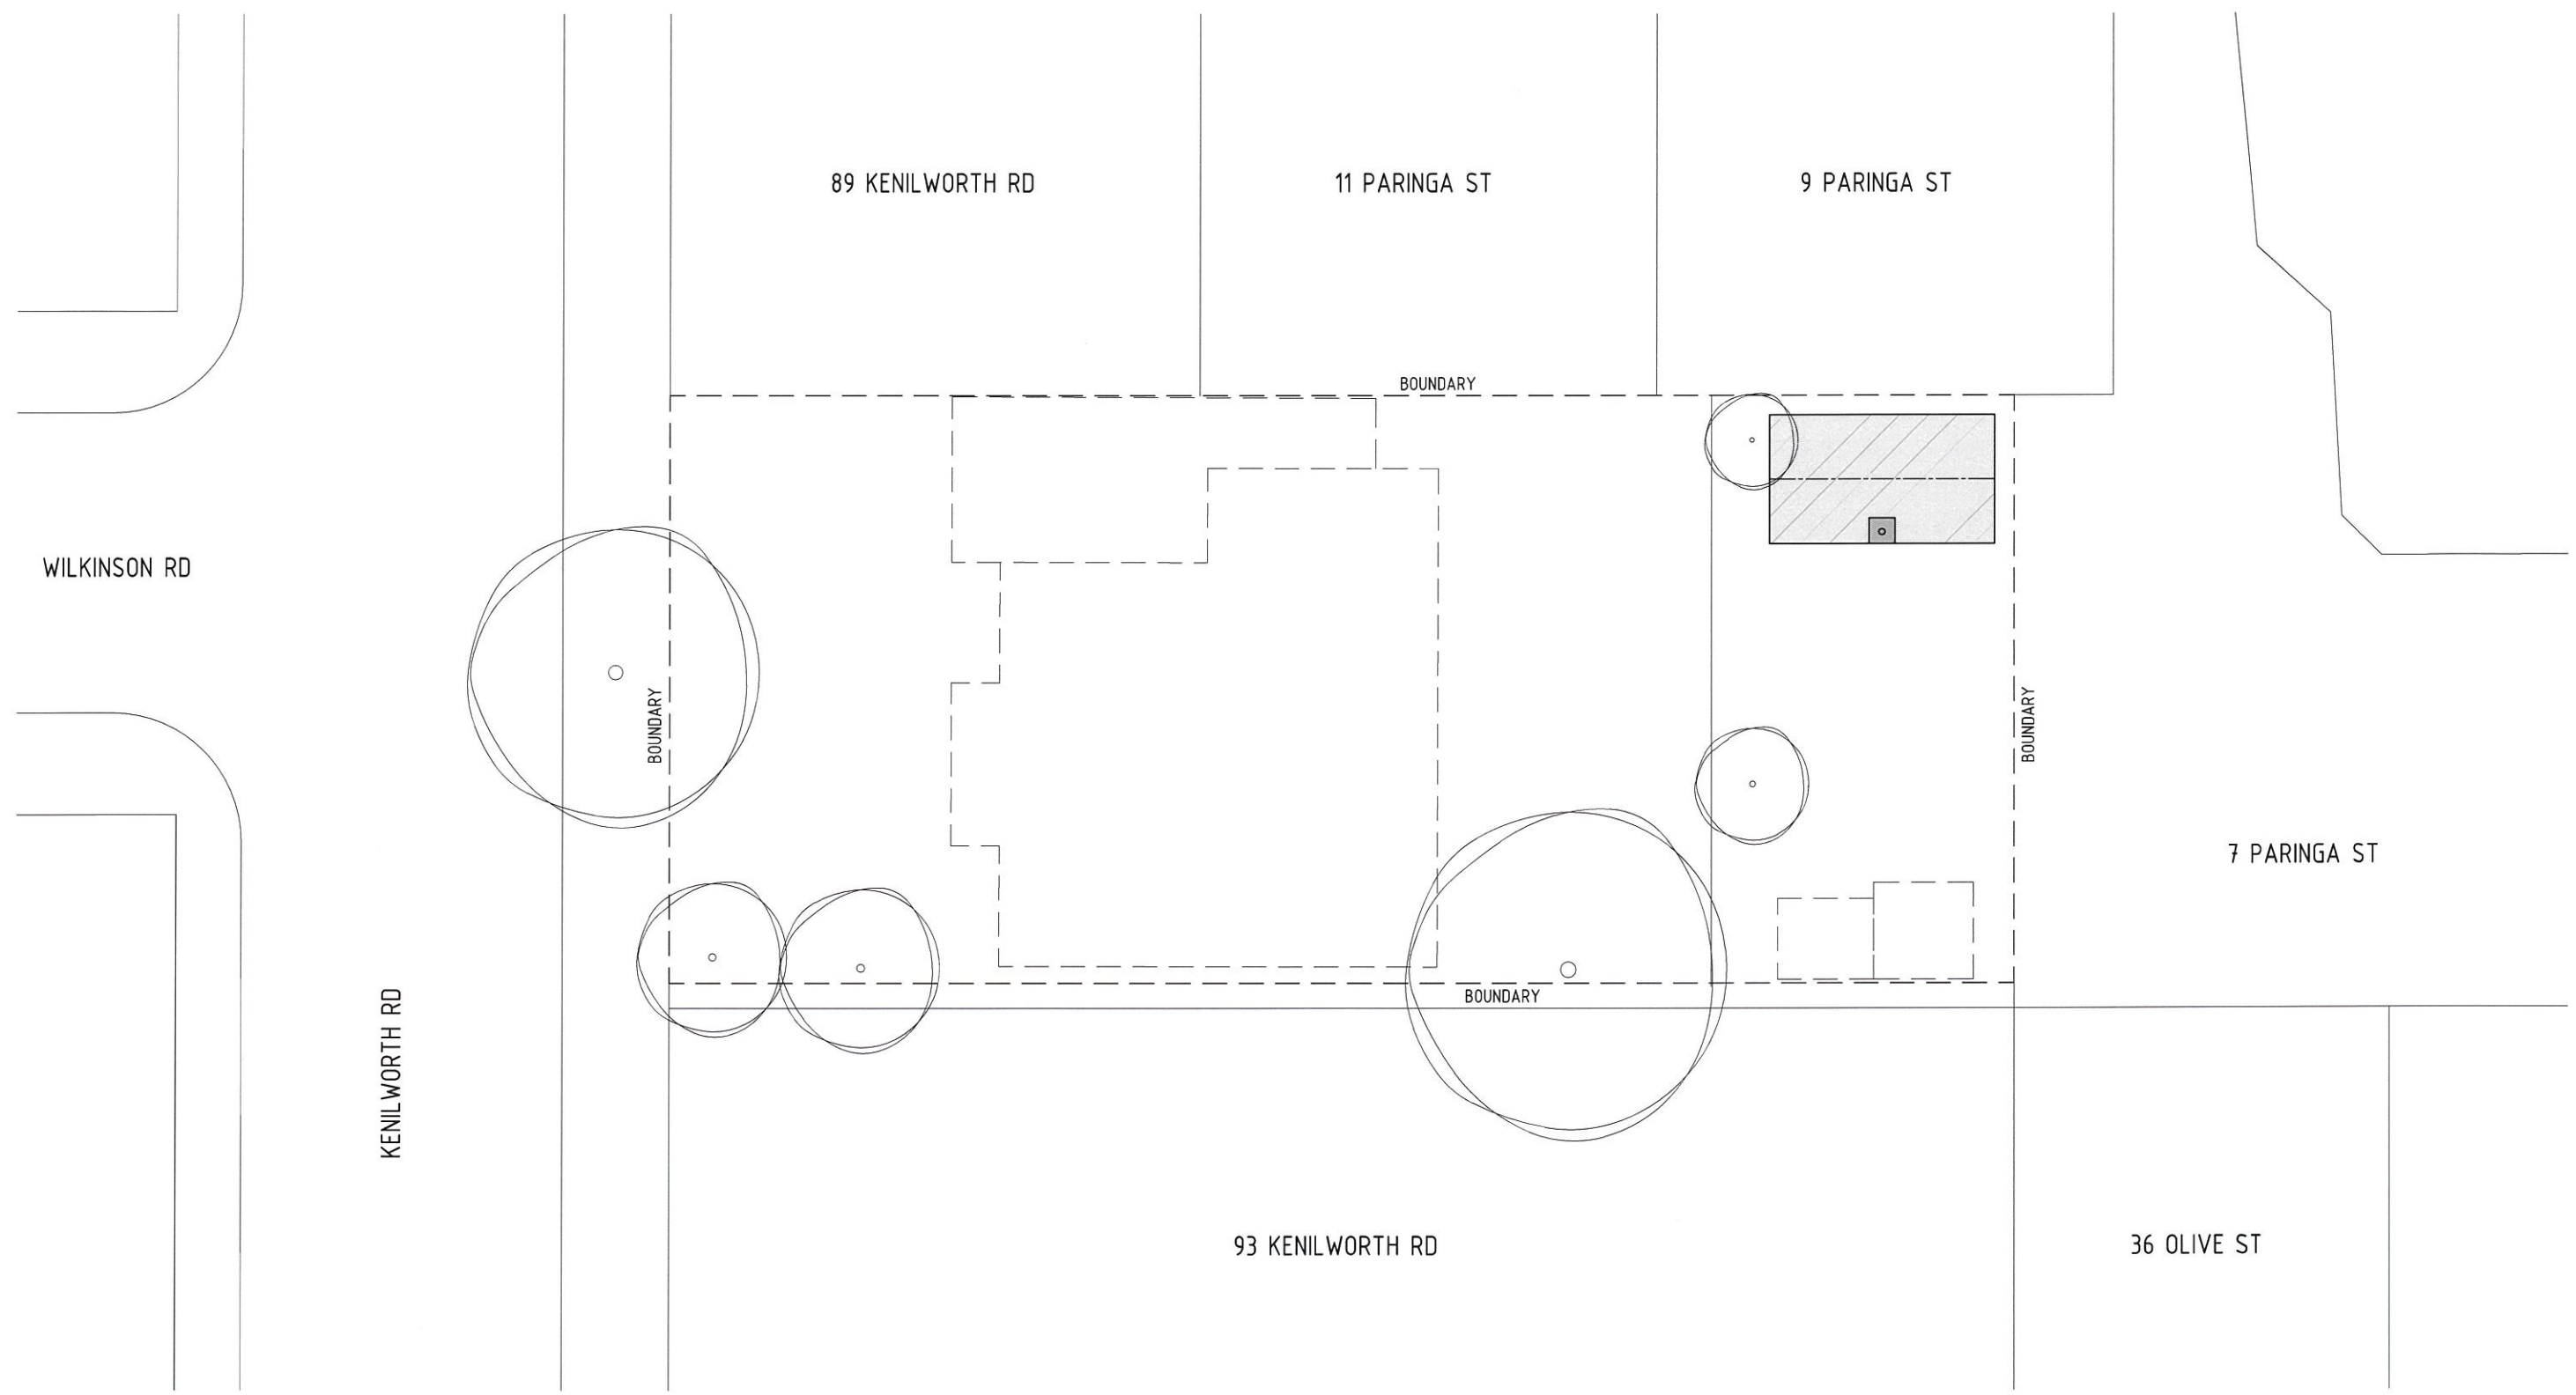 89 KENILWORTH RD
11 PARINGA ST
9 PARINGA ST
BOUNDARY
WILKINSON RD
BOUNDARY
BOUNDARY
7 PARINGA ST
BOUNDARY
KENILWORTH RD
93 KENILWORTH RD
36 OLIVE ST